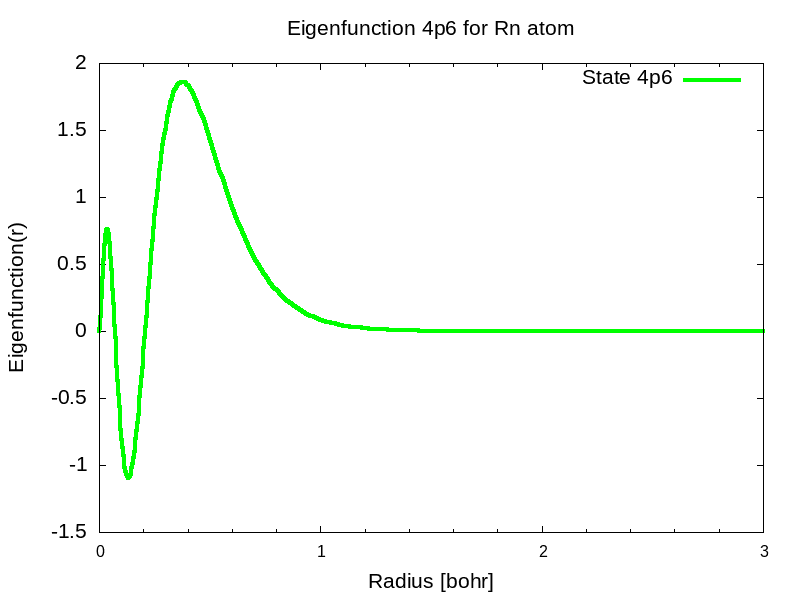 Eigenfunction 4p6 for Rn atom
State 4p6
2
1.5
1
0.5
0
-0.5
-1
-1.5
Eigenfunction(r)
0 1 2 3
Radius [bohr]